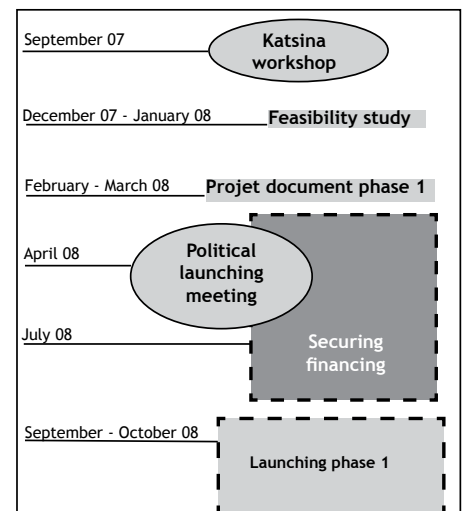 September 07
Katsina
workshop
December 07 - January 08
Feasibility study
February - March 08
Projet document phase 1
April 08
Political
launching
meeting
July 08
Securing
financing
September - October 08
Launching phase 1